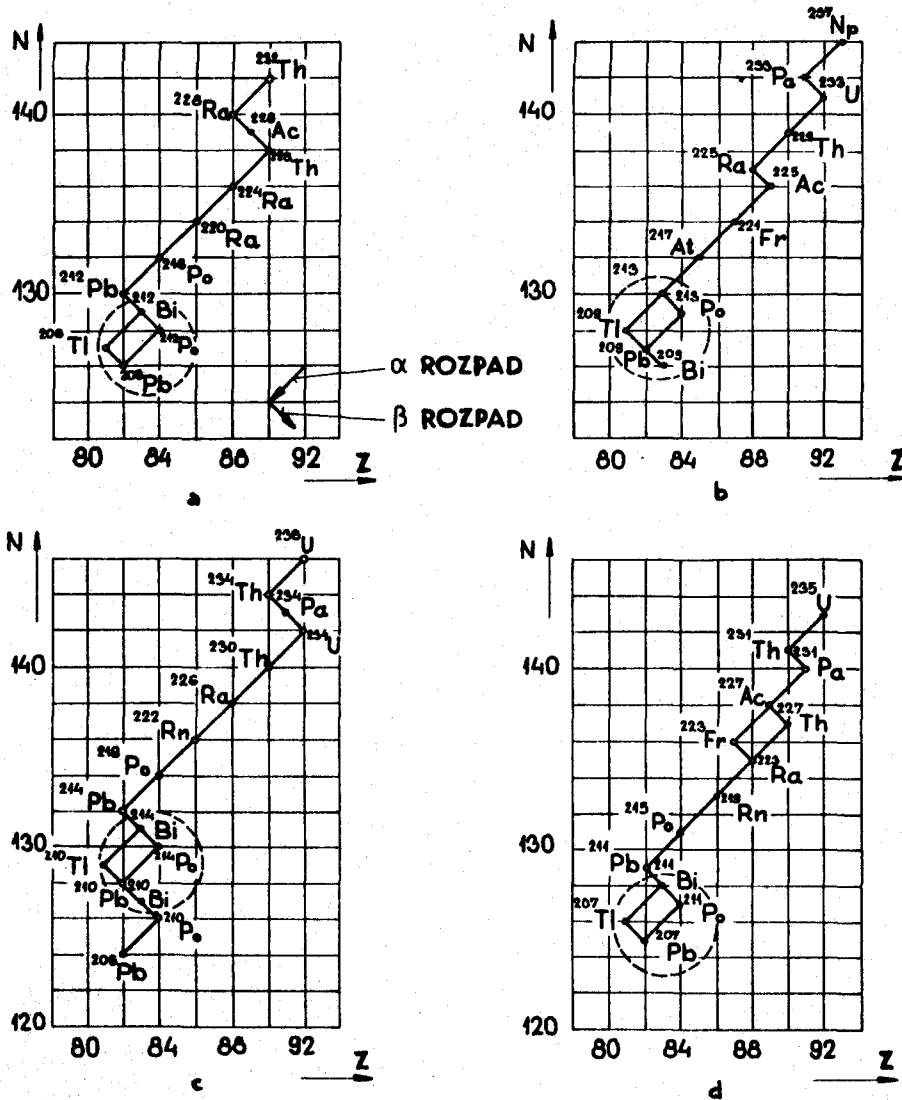 N
²³²Th
140
²²⁸Ra
²²⁸Ac
²²⁸Th
²²⁴Ra
²²⁰Ra
²¹⁶Po
²¹²Pb
130
²¹²Bi
²¹²Po
²⁰⁸Tl
²⁰⁸Pb
α ROZPAD
β ROZPAD
80 84 88 92 Z
a
N
²³⁷Np
²³³Pa
²³³U
140
²²⁹Th
²²⁵Ra
²²⁵Ac
²²¹Fr
²¹⁷At
130
213
²¹³Po
²⁰⁹Tl
²⁰⁹Pb
²⁰⁹Bi
80 84 88 92 Z
b
N
²³⁸U
²³⁴Th
²³⁴Pa
²³⁴U
140
²³⁰Th
²²⁶Ra
²²²Rn
²¹⁸Po
²¹⁴Pb
130
²¹⁴Bi
²¹⁴Po
²¹⁰Tl
²¹⁰Pb
²¹⁰Bi
²¹⁰Po
²⁰⁶Pb
120
80 84 88 92 Z
c
N
²³⁵U
²³¹Th
²³¹Pa
140
²²⁷Ac
²²⁷Th
²²³Fr
²²³Ra
²¹⁹Rn
²¹⁵Po
130
²¹¹Pb
²¹¹Bi
²¹¹Po
²⁰⁷Tl
²⁰⁷Pb
120
80 84 88 92 Z
d